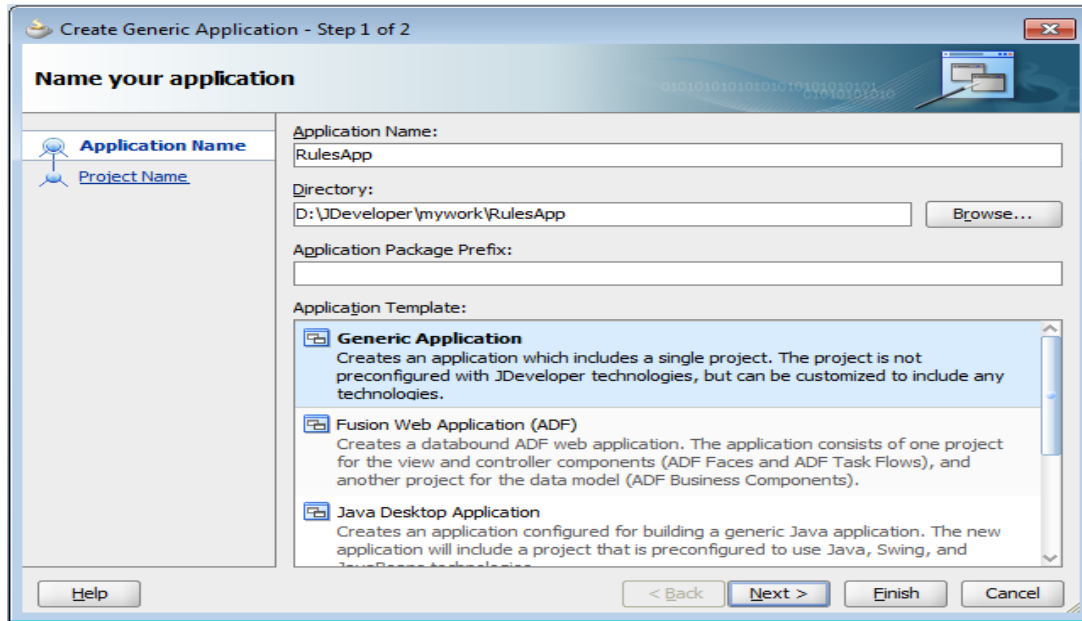 Create Generic Application - Step 1 of 2
Name your application
Application Name
Project Name
Application Name:
RulesApp
Directory:
D:\JDeveloper\mywork\RulesApp
Browse...
Application Package Prefix:
Application Template:
Generic Application
Creates an application which includes a single project. The project is not
preconfigured with JDeveloper technologies, but can be customized to include any
technologies.
Fusion Web Application (ADF)
Creates a databound ADF web application. The application consists of one project
for the view and controller components (ADF Faces and ADF Task Flows), and
another project for the data model (ADF Business Components).
Java Desktop Application
Creates an application configured for building a generic Java application. The new
application will include a project that is preconfigured to use Java, Swing, and
Help
< Back
Next >
Finish
Cancel